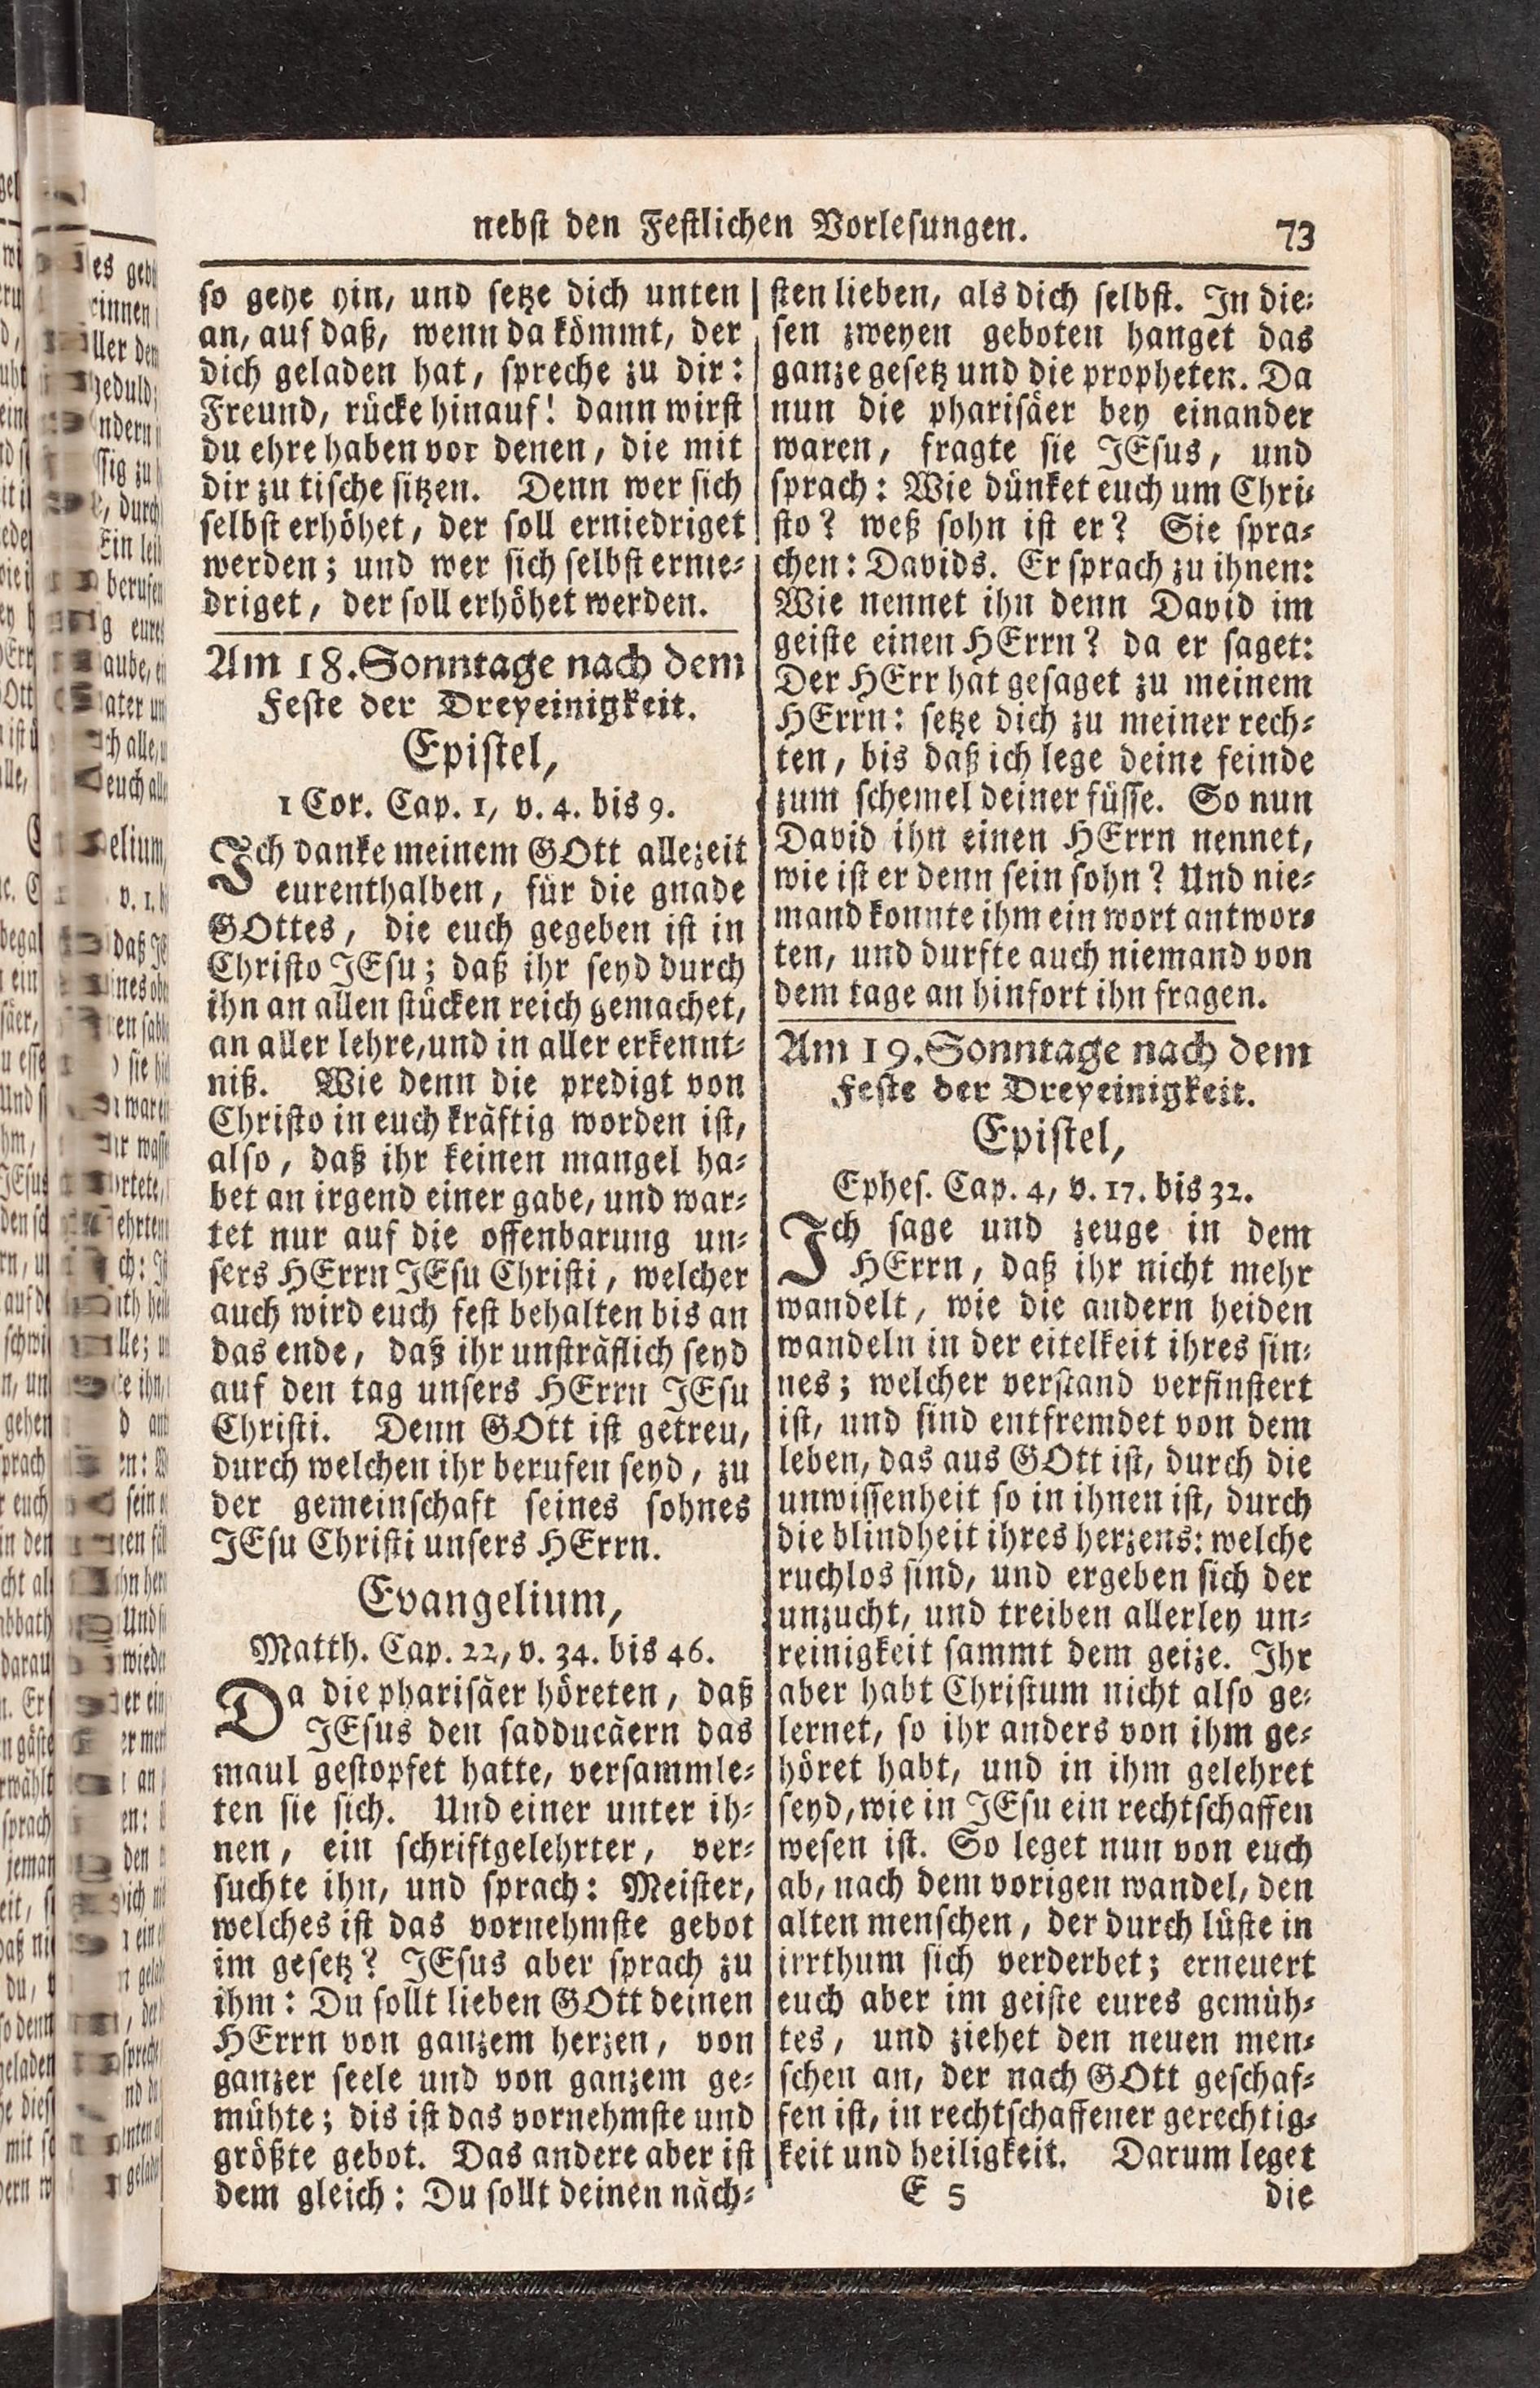 nebst den Festlichen Vorlesungen. 73
so gehe hin, und setze dich unten
an, auf daß, wenn da kömmt, der
dich geladen hat, spreche zu dir:
Freund, rücke hinauf! dann wirst
du ehre haben vor denen, die mit
dir zu tische sitzen. Denn wer sich
selbst erhöhet, der soll erniedriget
werden; und wer sich selbst ernie-
driget, der soll erhöhet werden.
Am 18. Sonntage nach dem
Feste der Dreyeinigkeit.
Epistel,
1 Cor. Cap. 1, v. 4. bis 9.
Ich danke meinem GOtt allezeit
eurenthalben, für die gnade
GOttes, die euch gegeben ist in
Christo JEsu; daß ihr seyd durch
ihn an allen stücken reich gemachet,
an aller lehre, und in aller erkennt-
niß. Wie denn die predigt von
Christo in euch kräftig worden ist,
also, daß ihr keinen mangel ha-
bet an irgend einer gabe, und war-
tet nur auf die offenbarung un-
sers HErrn JEsu Christi, welcher
auch wird euch fest behalten bis an
das ende, daß ihr unsträflich seyd
auf den tag unsers HErrn JEsu
Christi. Denn GOtt ist getreu,
durch welchen ihr berufen seyd, zu
der gemeinschaft seines sohnes
JEsu Christi unsers HErrn.
Evangelium,
Matth. Cap. 22, v. 34. bis 46.
Da die pharisäer höreten, daß
JEsus den sadducäern das
maul gestopfet hatte, versammle-
ten sie sich. Und einer unter ih-
nen, ein schriftgelehrter, ver-
suchte ihn, und sprach: Meister,
welches ist das vornehmste gebot
im gesetz? JEsus aber sprach zu
ihm: Du sollt lieben GOtt deinen
HErrn von ganzem herzen, von
ganzer seele und von ganzem ge-
mühte; dis ist das vornehmste und
größte gebot. Das andere aber ist
dem gleich: Du sollt deinen näch-
sten lieben, als dich selbst. In die-
sen zweyen geboten hanget das
ganze gesetz und die propheten. Da
nun die pharisäer bey einander
waren, fragte sie JEsus, und
sprach: Wie dünket euch um Chri-
sto? weß sohn ist er? Sie spra-
chen: Davids. Er sprach zu ihnen:
Wie nennet ihn denn David im
geiste einen HErrn? da er saget:
Der HErr hat gesaget zu meinem
HErrn: setze dich zu meiner rech-
ten, bis daß ich lege deine feinde
zum schemel deiner füsse. So nun
David ihn einen HErrn nennet,
wie ist er denn sein sohn? Und nie-
mand konnte ihm ein wort antwor-
ten, und durfte auch niemand von
dem tage an hinfort ihn fragen.
Am 19. Sonntage nach dem
Feste der Dreyeinigkeit.
Epistel,
Ephes. Cap. 4, v. 17. bis 32.
Ich sage und zeuge in dem
HErrn, daß ihr nicht mehr
wandelt, wie die andern heiden
wandeln in der eitelkeit ihres sin-
nes; welcher verstand verfinstert
ist, und sind entfremdet von dem
leben, das aus GOtt ist, durch die
unwissenheit so in ihnen ist, durch
die blindheit ihres herzens: welche
ruchlos sind, und ergeben sich der
unzucht, und treiben allerley un-
reinigkeit sammt dem geize. Ihr
aber habt Christum nicht also ge-
lernet, so ihr anders von ihm ge-
höret habt, und in ihm gelehret
seyd, wie in JEsu ein rechtschaffen
wesen ist. So leget nun von euch
ab, nach dem vorigen wandel, den
alten menschen, der durch lüste in
irrthum sich verderbet; erneuert
euch aber im geiste eures gemüh-
tes, und ziehet den neuen men-
schen an, der nach GOtt geschaf-
fen ist, in rechtschaffener gerechtig-
keit und heiligkeit. Darum leget
E 5 die